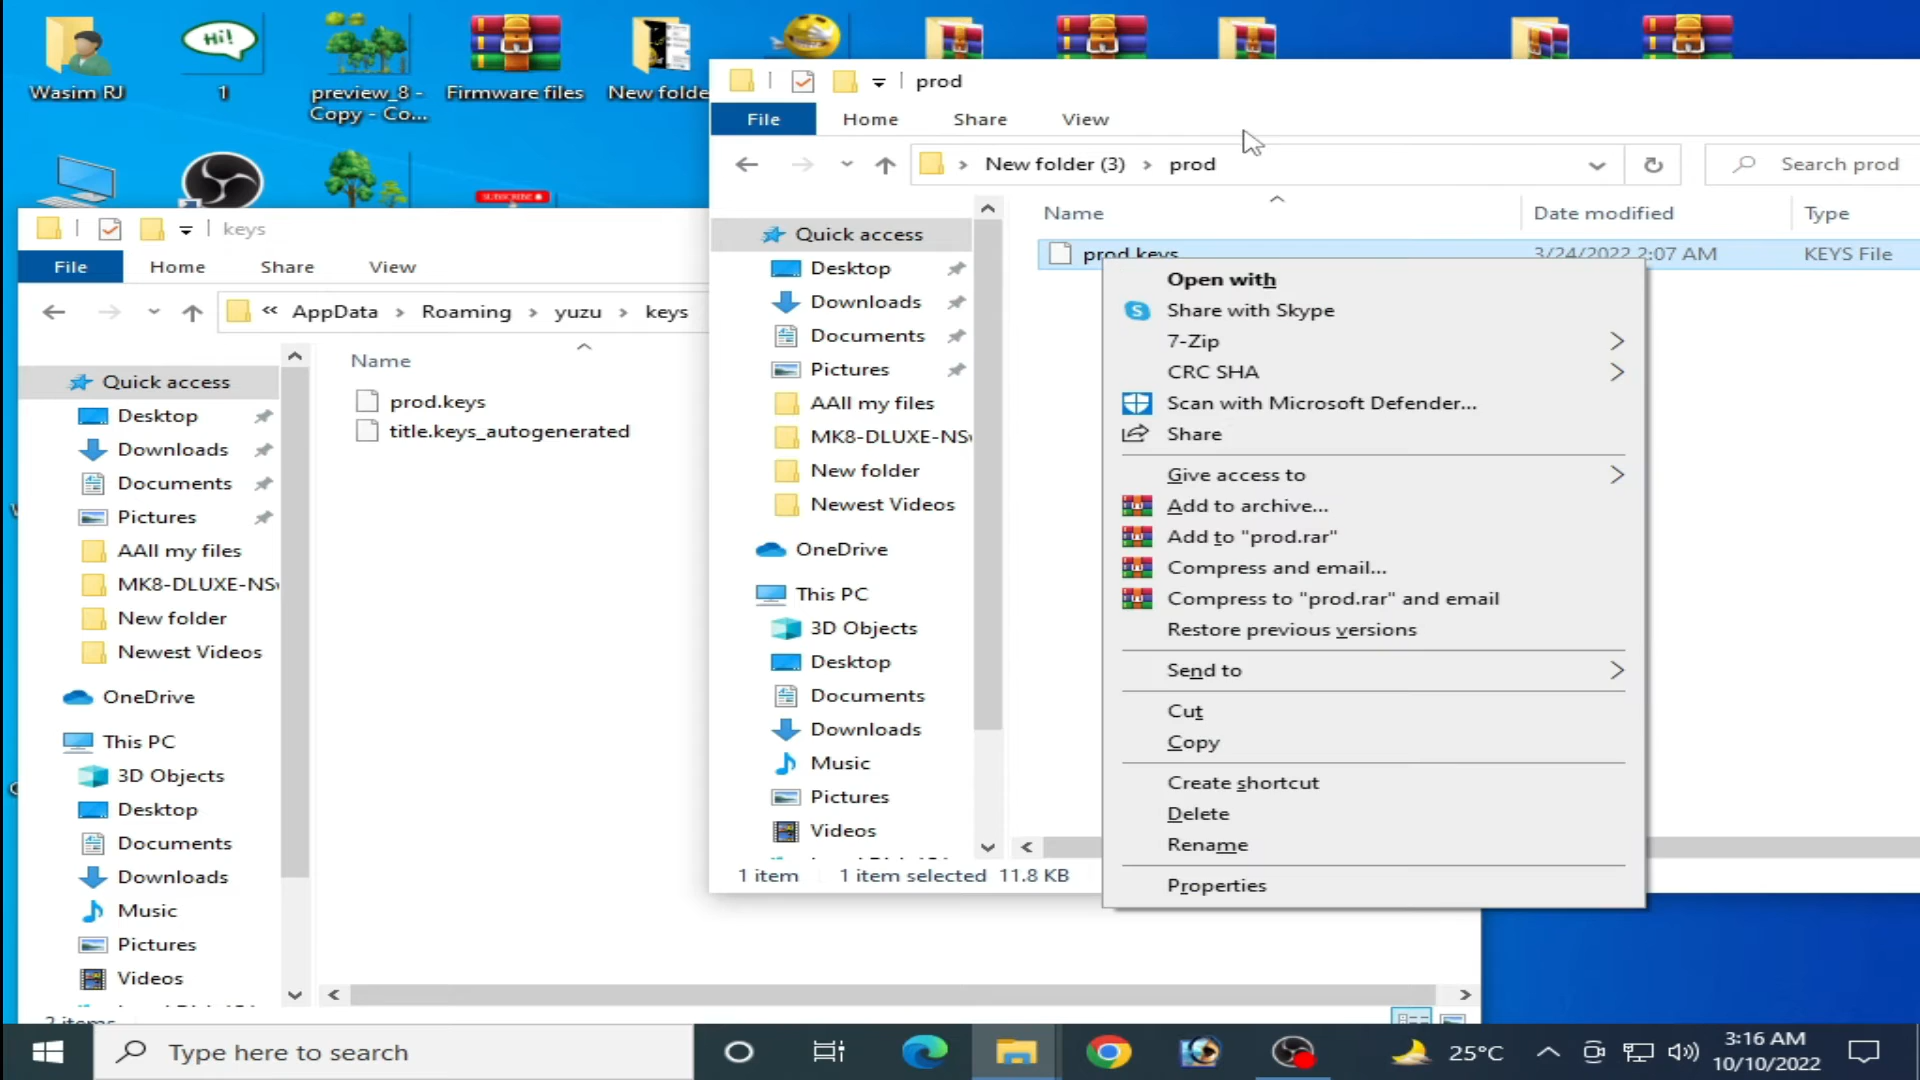 Wasim RJ
Hi!
1
preview_8 -
Copy - Co...
Firmware files
New folde
SUBSCRIBE
prod
File Home Share View
New folder (3) prod
Search prod
Name Date modified Type
prod.keys 3/24/2022 2:07 AM KEYS File
Quick access
Desktop
Downloads
Documents
Pictures
AAll my files
MK8-DLUXE-NS
New folder
Newest Videos
OneDrive
This PC
3D Objects
Desktop
Documents
Downloads
Music
Pictures
Videos
1 item 1 item selected 11.8 KB
Open with
Share with Skype
7-Zip
CRC SHA
Scan with Microsoft Defender...
Share
Give access to
Add to archive...
Add to "prod.rar"
Compress and email...
Compress to "prod.rar" and email
Restore previous versions
Send to
Cut
Copy
Create shortcut
Delete
Rename
Properties
keys
File Home Share View
« AppData Roaming yuzu keys
Name
prod.keys
title.keys_autogenerated
Quick access
Desktop
Downloads
Documents
Pictures
AAll my files
MK8-DLUXE-NS
New folder
Newest Videos
OneDrive
This PC
3D Objects
Desktop
Documents
Downloads
Music
Pictures
Videos
2 items
Type here to search
25°C
3:16 AM
10/10/2022